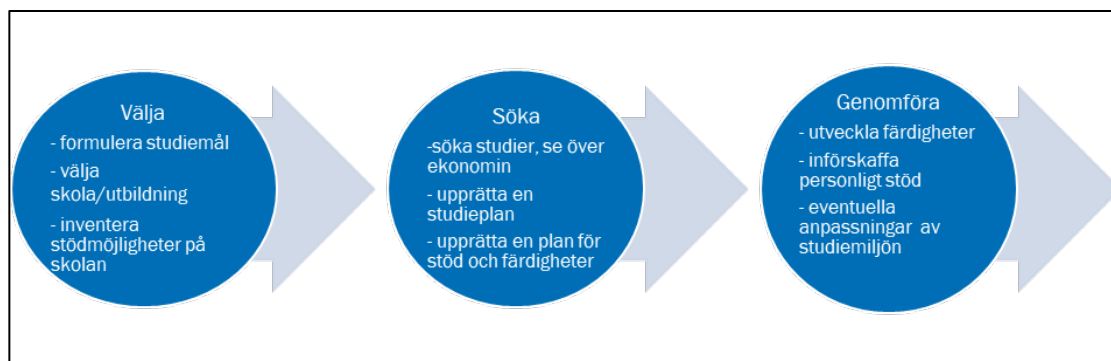 Välja
- formulera studiemål
- välja
skola/utbildning
- inventera
stödmöjligheter på
skolan
Söka
-söka studier, se över
ekonomin
- upprätta en
studieplan
- upprätta en plan för
stöd och färdigheter
Genomföra
- utveckla färdigheter
- införskaffa
personligt stöd
- eventuella
anpassningar av
studiemiljön